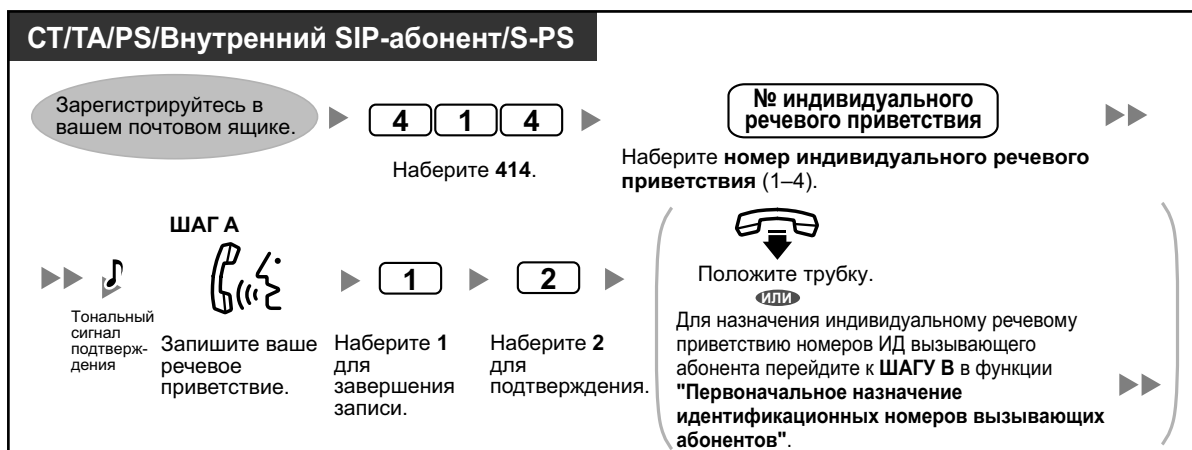 CT/TA/PS/Внутренний SIP-абонент/S-PS
Зарегистрируйтесь в
вашем почтовом ящике.
4 1 4
Наберите 414.
№ индивидуального
речевого приветствия
Наберите номер индивидуального речевого
приветствия (1–4).
ШАГ А
Тональный
сигнал
подтверж-
дения
Запишите ваше
речевое
приветствие.
1
Наберите 1
для
завершения
записи.
2
Наберите 2
для
подтверждения.
Положите трубку.
ИЛИ
Для назначения индивидуальному речевому
приветствию номеров ИД вызывающего
абонента перейдите к ШАГУ В в функции
"Первоначальное назначение
идентификационных номеров вызывающих
абонентов".